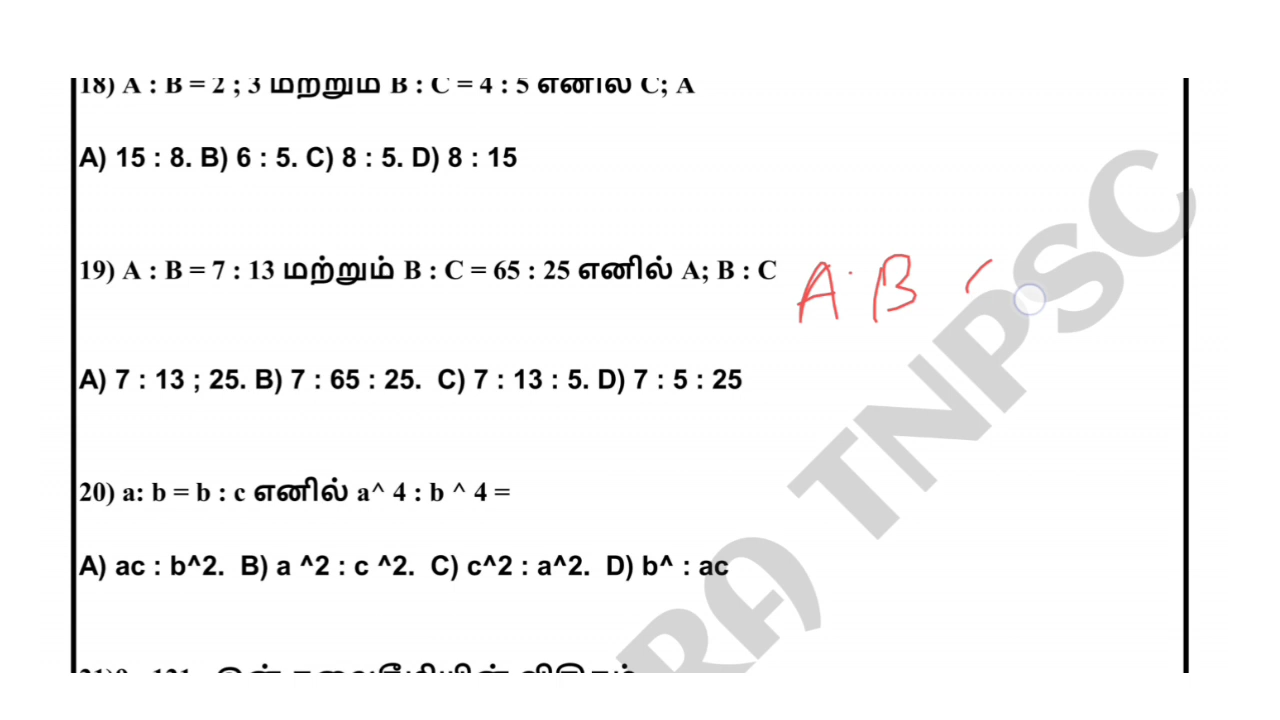 18) A : B = 2 ; 3 மற்றும் B : C = 4 : 5 எனில் C; A
A) 15 : 8. B) 6 : 5. C) 8 : 5. D) 8 : 15
19) A : B = 7 : 13 மற்றும் B : C = 65 : 25 எனில் A; B : C
A : B
A) 7 : 13 ; 25. B) 7 : 65 : 25. C) 7 : 13 : 5. D) 7 : 5 : 25
20) a: b = b : c எனில் a^ 4 : b ^ 4 =
A) ac : b^2. B) a ^2 : c ^2. C) c^2 : a^2. D) b^ : ac
RA TNPSC